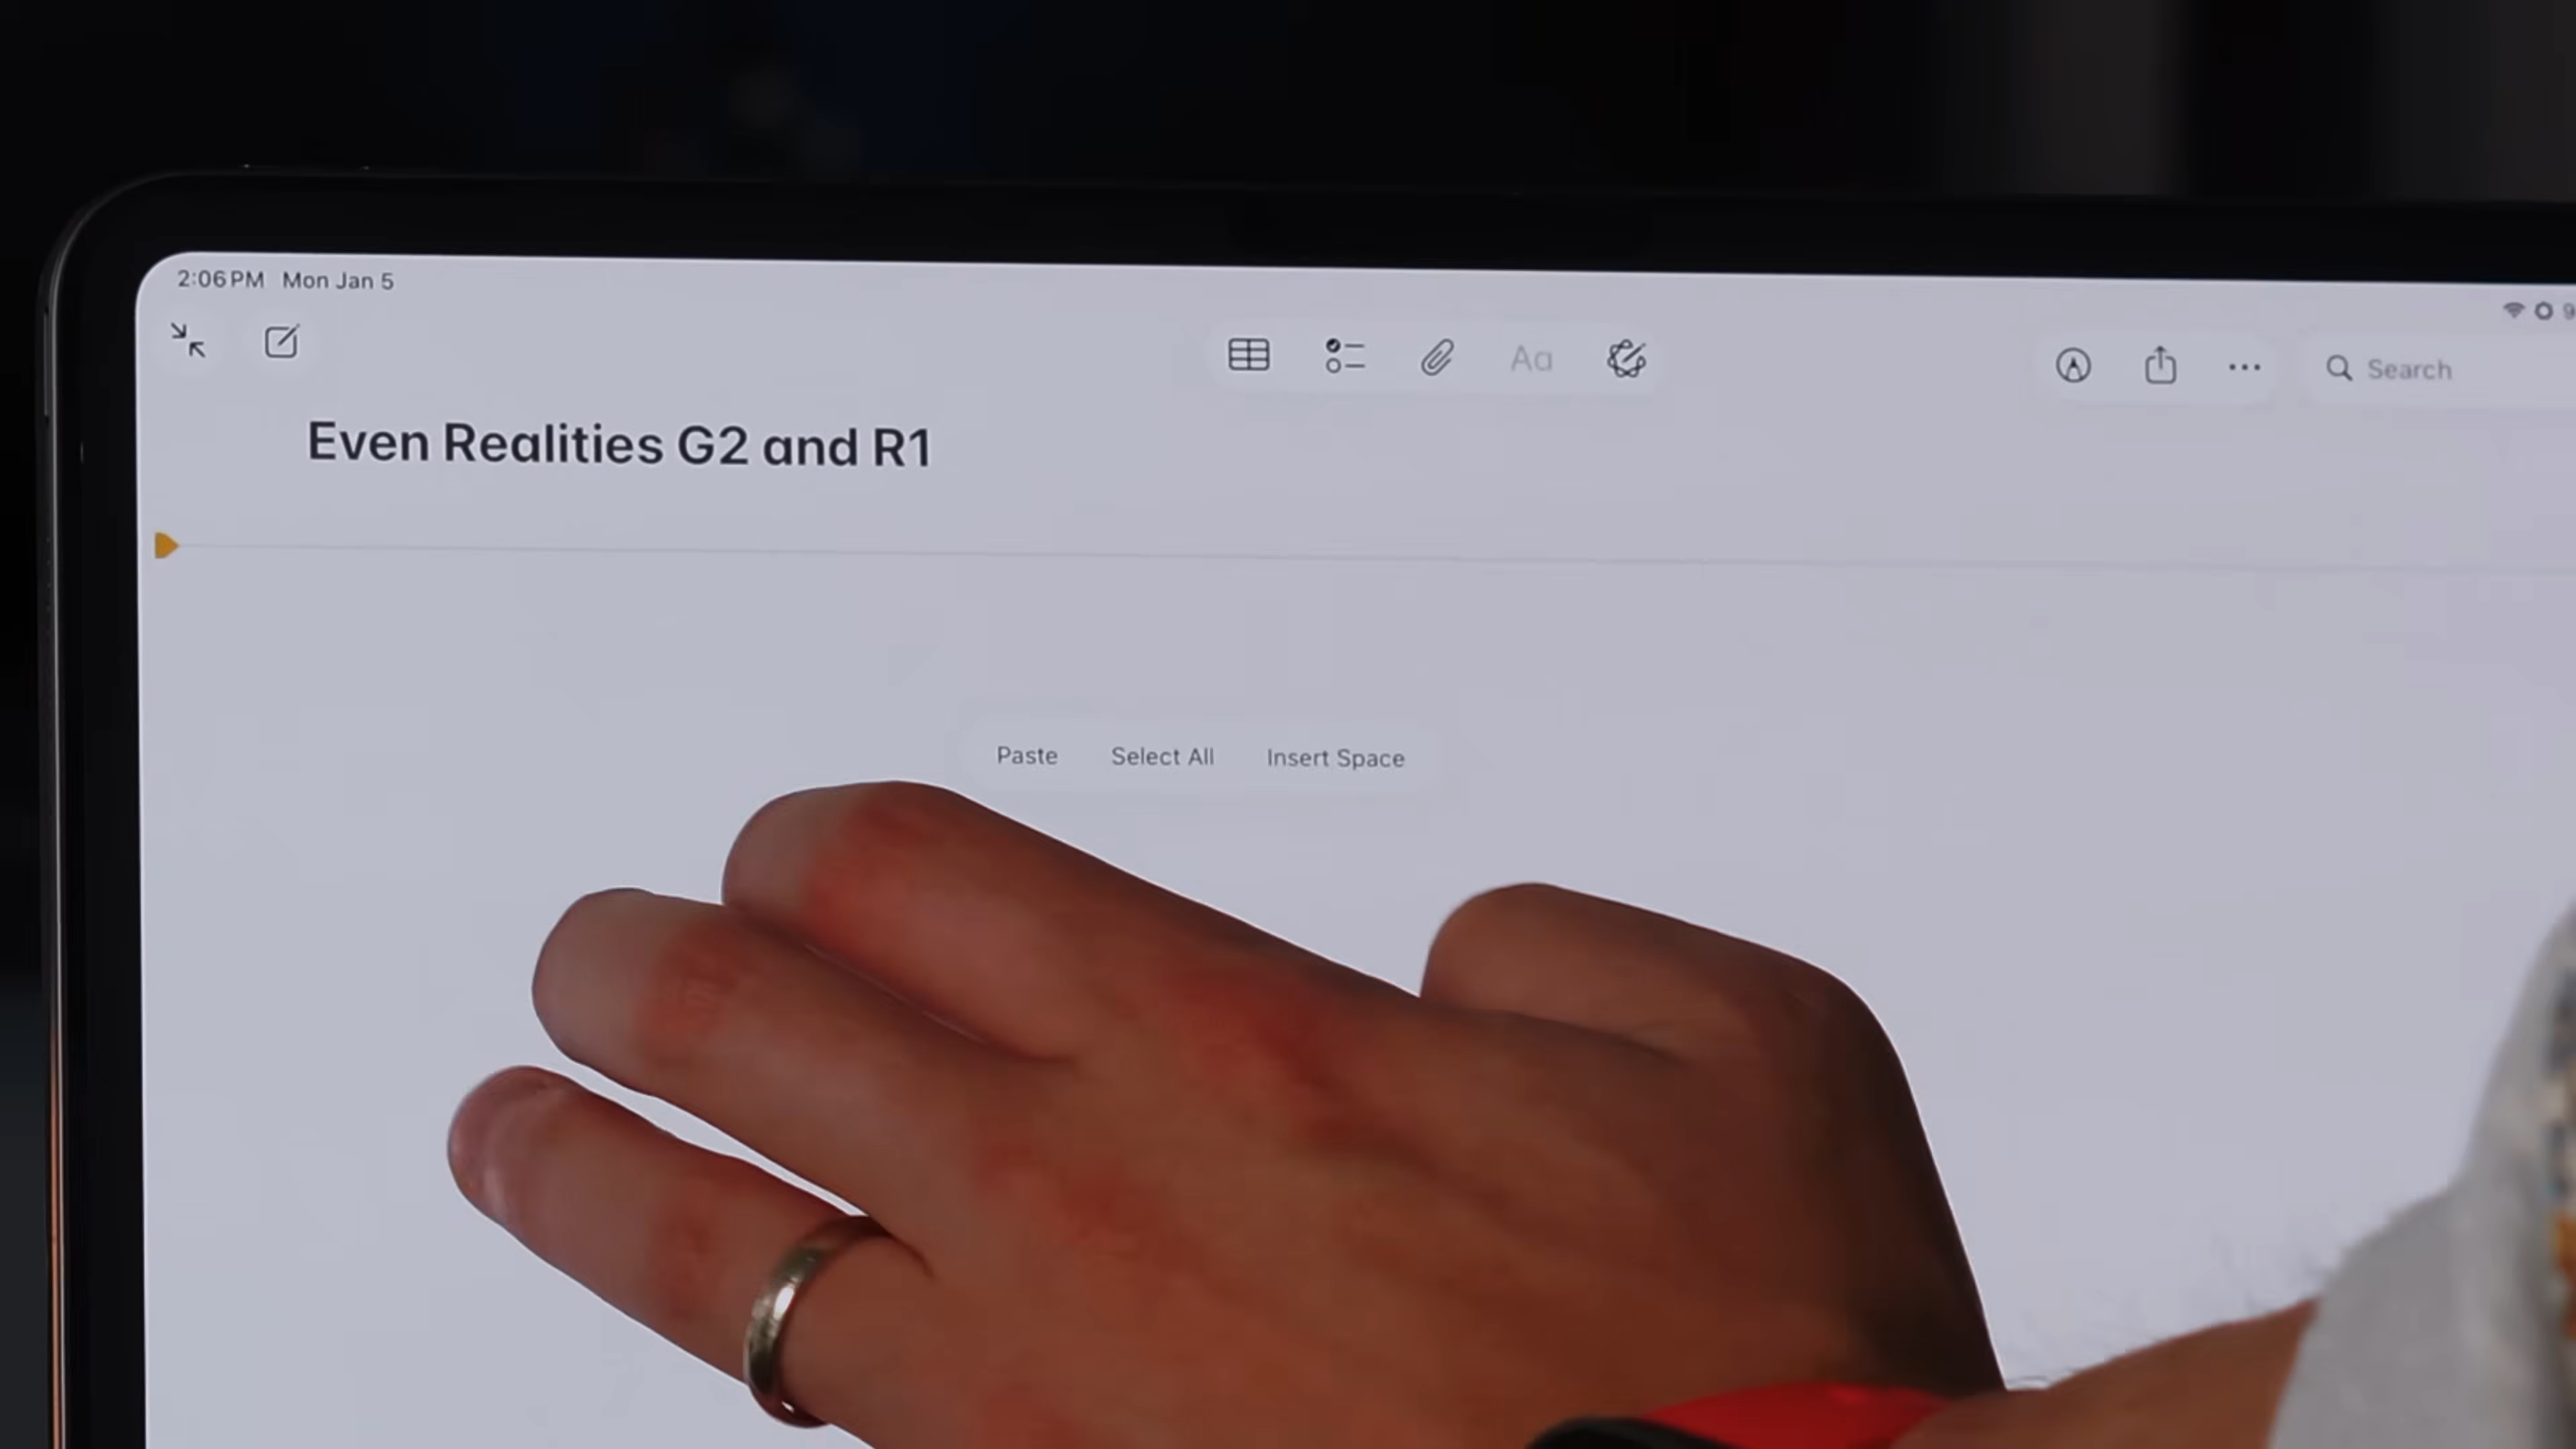 2:06 PM Mon Jan 5
Aa
Search
Even Realities G2 and R1
Paste Select All Insert Space